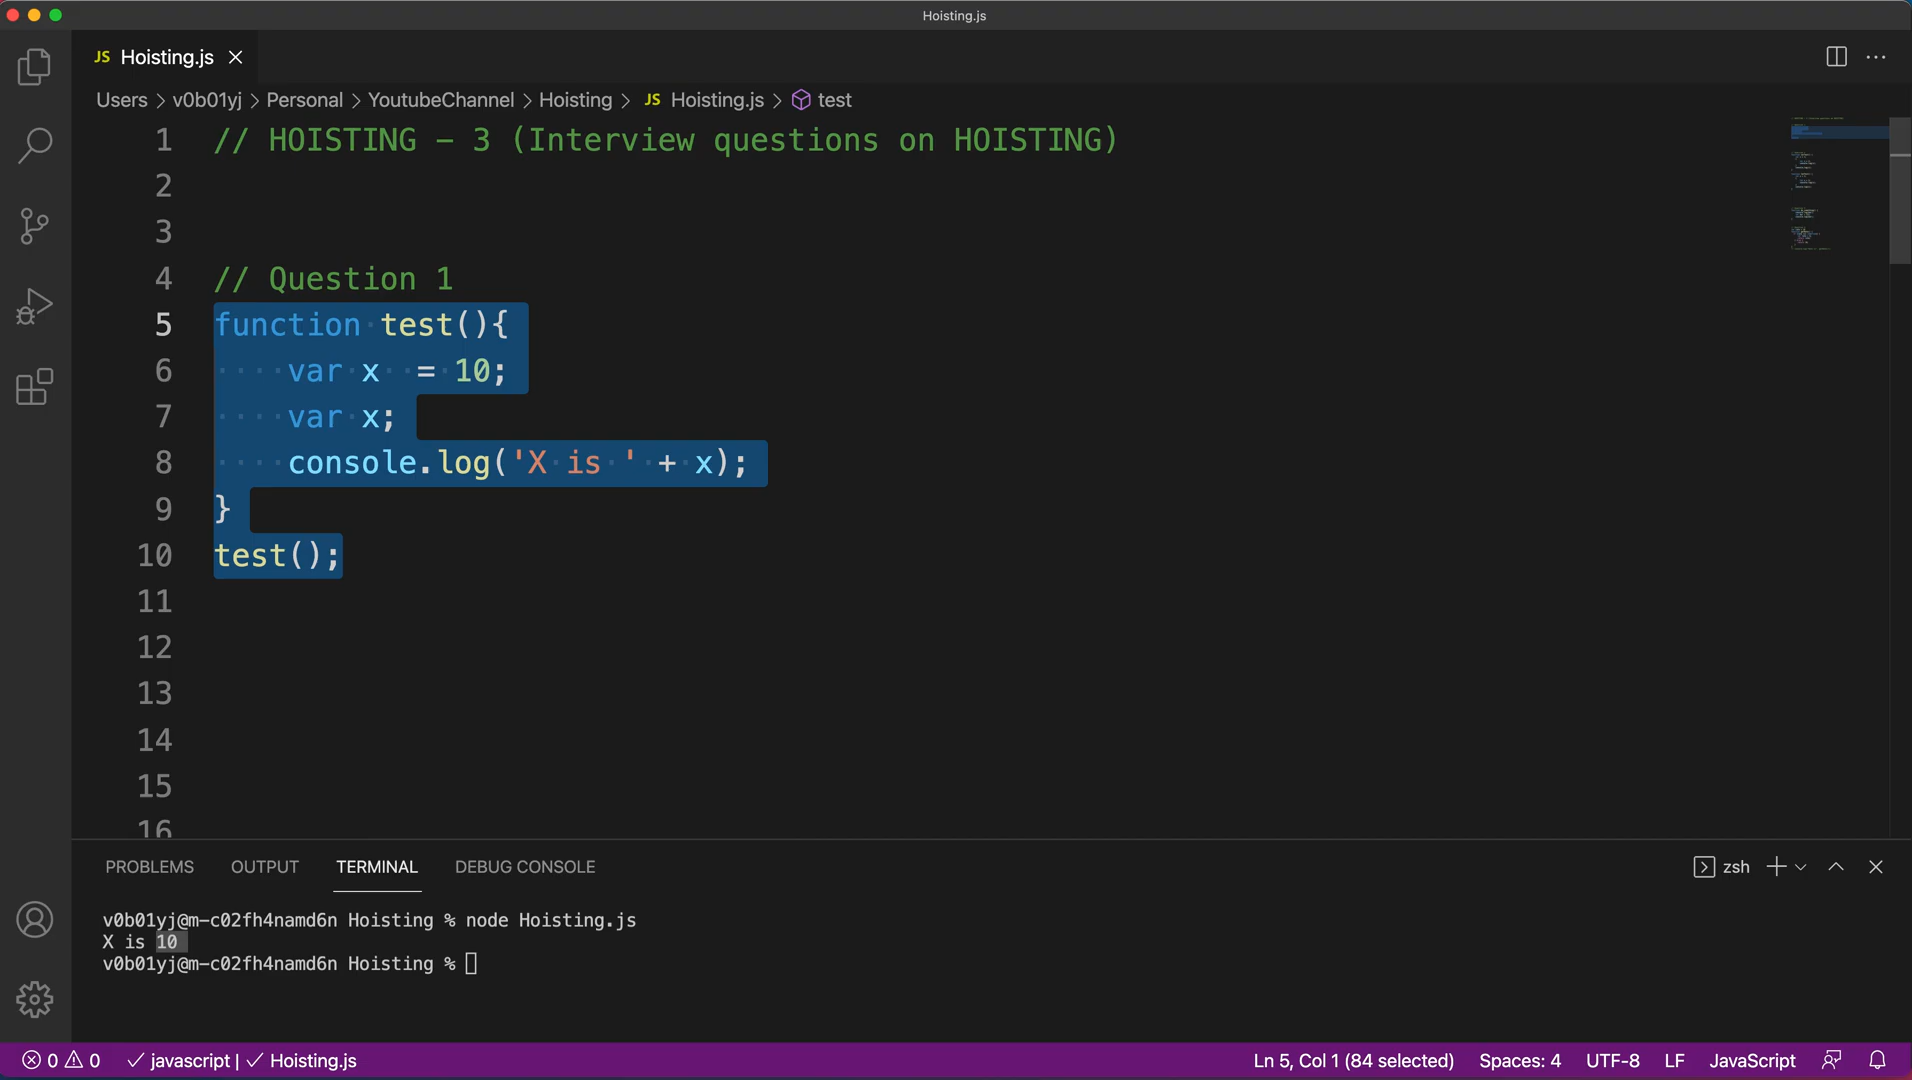 Hoisting.js
JS Hoisting.js
Users > v0b01yj > Personal > YoutubeChannel > Hoisting > JS Hoisting.js > test
1 // HOISTING - 3 (Interview questions on HOISTING)
2
3
4 // Question 1
5 function test(){
6 var x = 10;
7 var x;
8 console.log('X is ' + x);
9 }
10 test();
11
12
13
14
15
16
PROBLEMS OUTPUT TERMINAL DEBUG CONSOLE zsh
v0b01yj@m-c02fh4namd6n Hoisting % node Hoisting.js
X is 10
v0b01yj@m-c02fh4namd6n Hoisting %
0 0 javascript | Hoisting.js Ln 5, Col 1 (84 selected) Spaces: 4 UTF-8 LF JavaScript